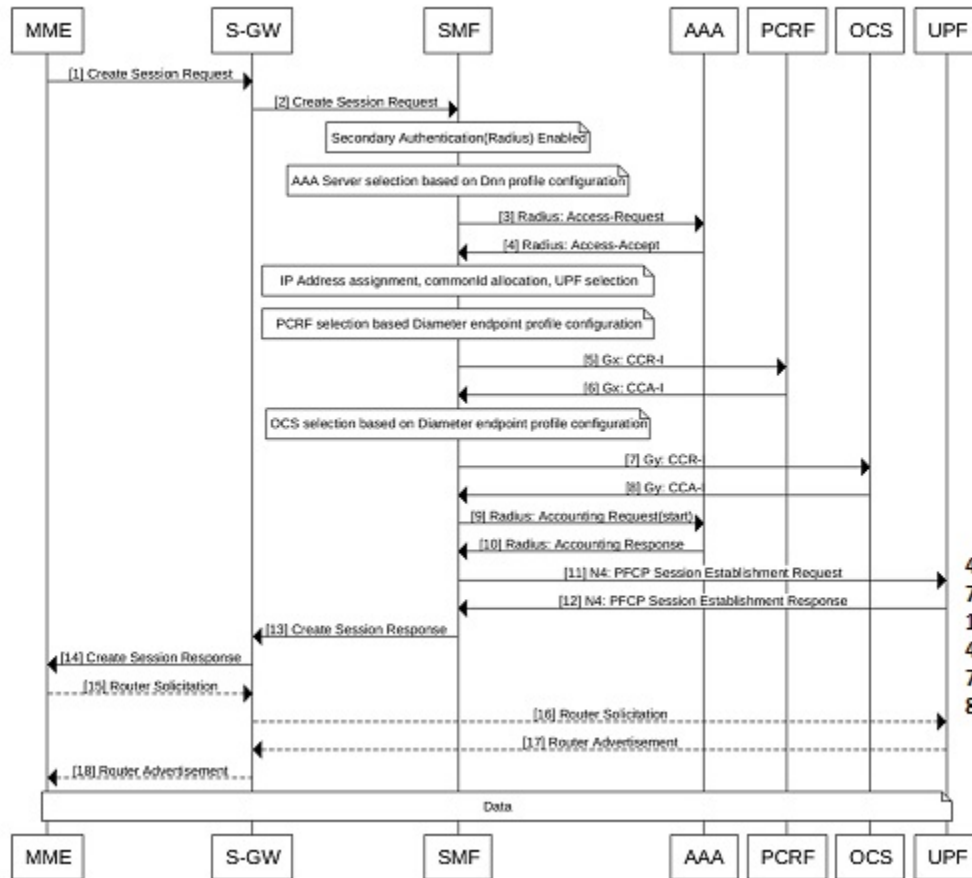 MME S-GW SMF AAA PCRF OCS UPF
[1] Create Session Request
[2] Create Session Request
Secondary Authentication(Radius) Enabled
AAA Server selection based on Dnn profile configuration
[3] Radius: Access-Request
[4] Radius: Access-Accept
IP Address assignment, commonId allocation, UPF selection
PCRF selection based Diameter endpoint profile configuration
[5] Gx: CCR-I
[6] Gx: CCA-I
OCS selection based on Diameter endpoint profile configuration
[7] Gy: CCR-I
[8] Gy: CCA-I
[9] Radius: Accounting Request(start)
[10] Radius: Accounting Response
[11] N4: PFCP Session Establishment Request
[12] N4: PFCP Session Establishment Response
[13] Create Session Response
[14] Create Session Response
[15] Router Solicitation
[16] Router Solicitation
[17] Router Advertisement
[18] Router Advertisement
Data
MME S-GW SMF AAA PCRF OCS UPF
4
7
1
4
7
8